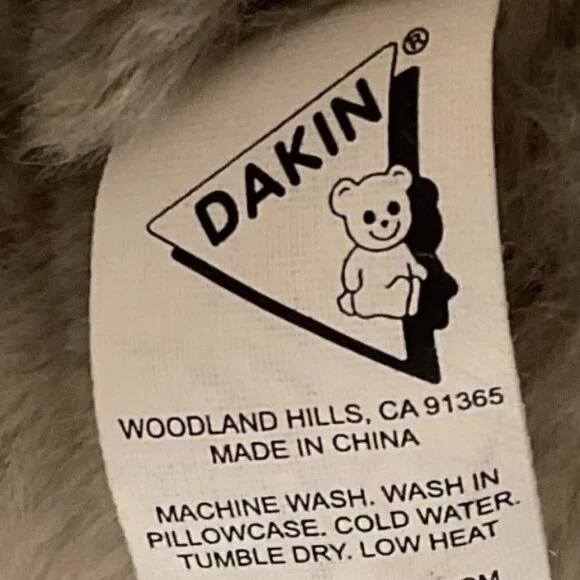 DAKIN®
WOODLAND HILLS, CA 91365
MADE IN CHINA
MACHINE WASH. WASH IN
PILLOWCASE. COLD WATER.
TUMBLE DRY. LOW HEAT